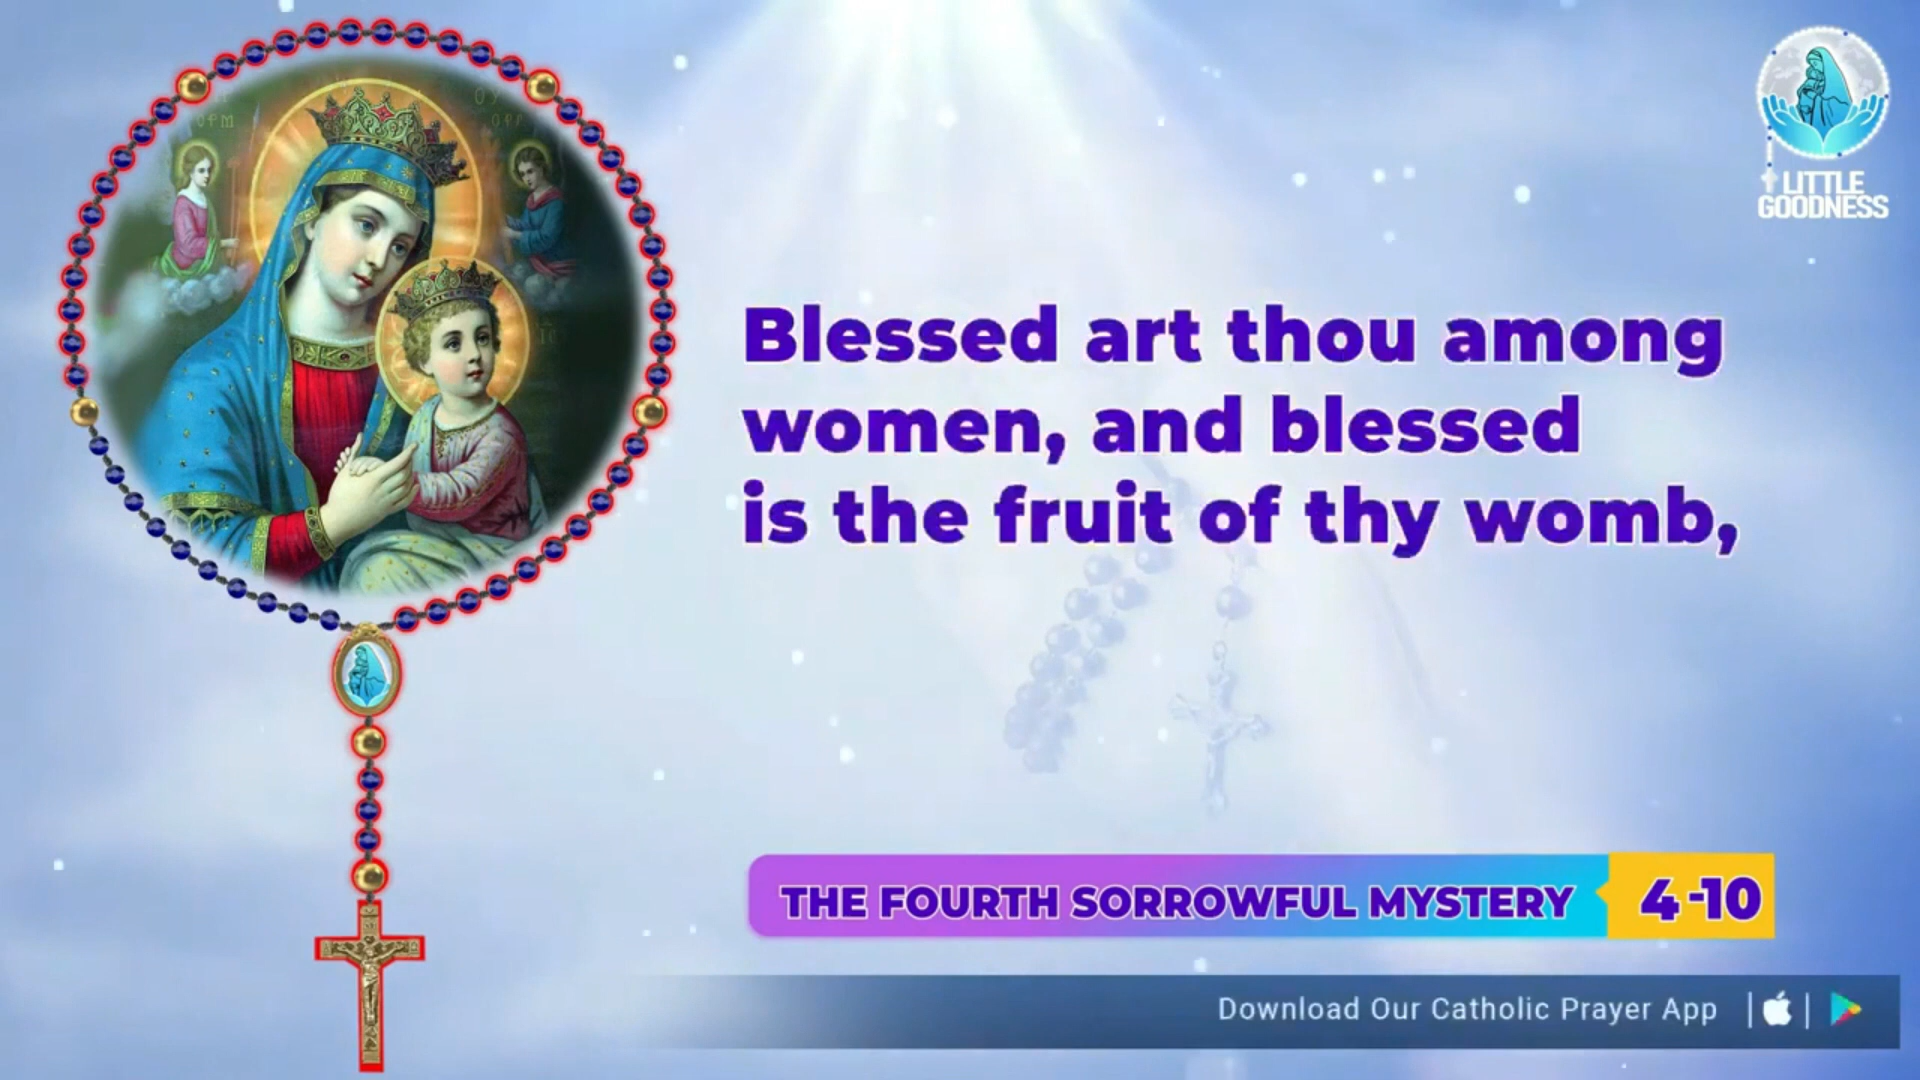 LITTLE
GOODNESS
Blessed art thou among
women, and blessed
is the fruit of thy womb,
THE FOURTH SORROWFUL MYSTERY 4-10
Download Our Catholic Prayer App